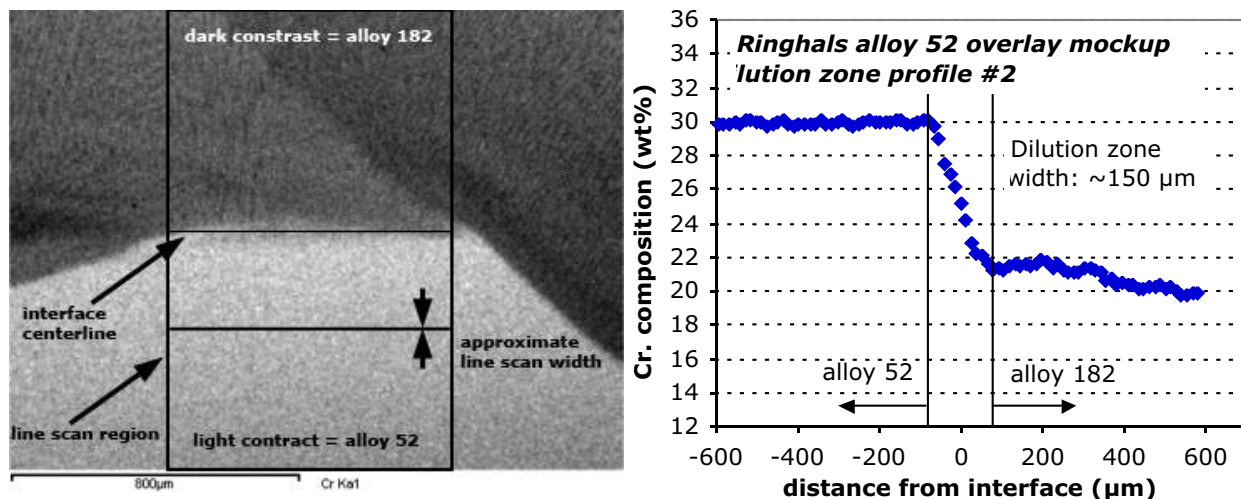 dark constrast = alloy 182
interface
centerline
approximate
line scan width
line scan region
light contract = alloy 52
800µm
Cr Ka1
Ringhals alloy 52 overlay mockup
ilution zone profile #2
Dilution zone
width: ~150 µm
alloy 52
alloy 182
Cr. composition (wt%)
36
34
32
30
28
26
24
22
20
18
16
14
12
-600
-400
-200
0
200
400
600
distance from interface (µm)